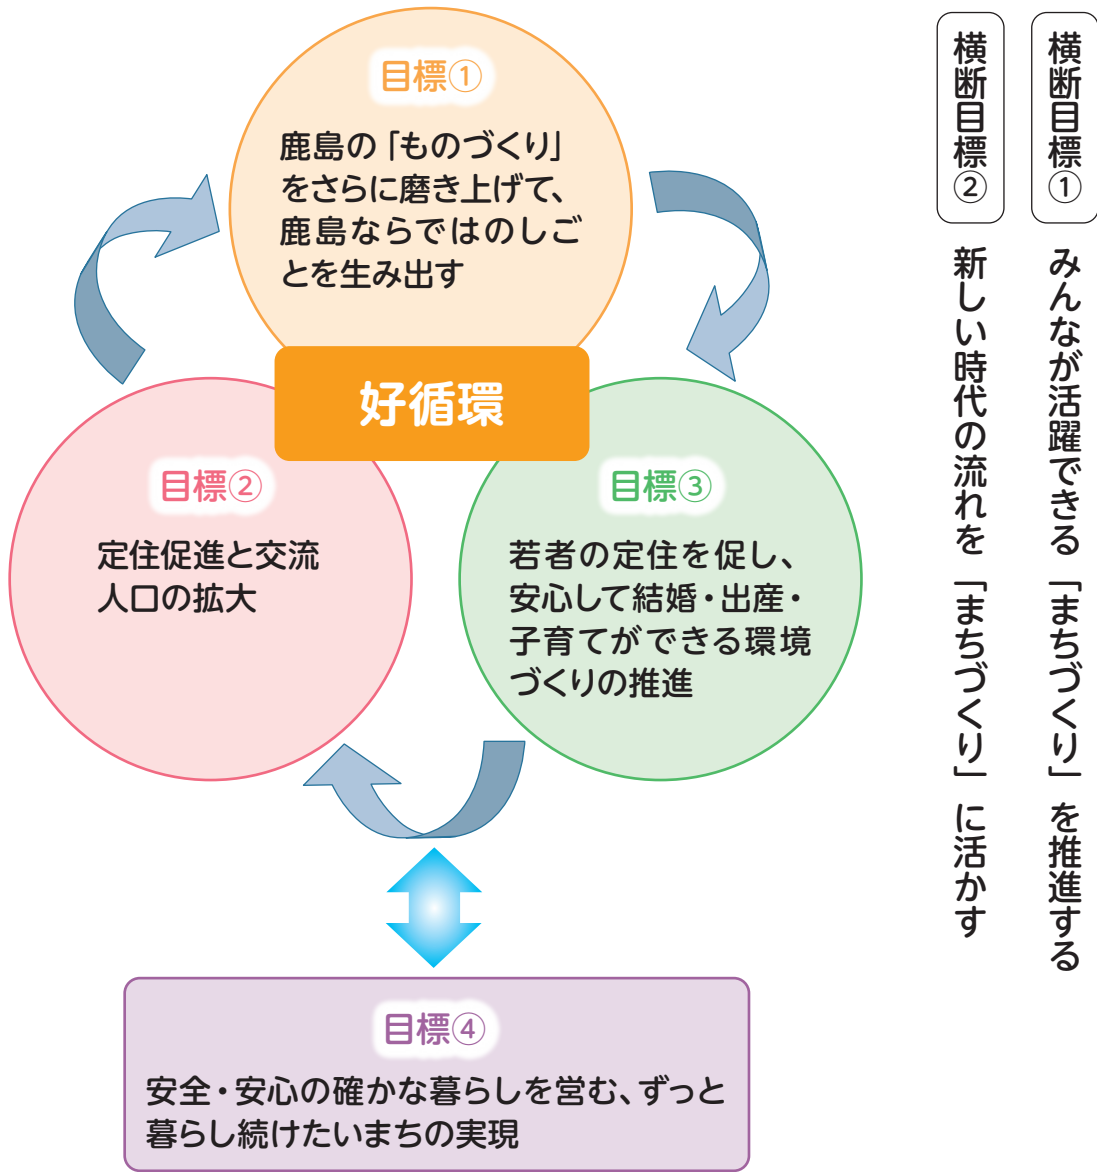 目標①
鹿島の「ものづくり」
をさらに磨き上げて、
鹿島ならではのしご
とを生み出す
好循環
目標②
定住促進と交流
人口の拡大
目標③
若者の定住を促し、
安心して結婚・出産・
子育てができる環境
づくりの推進
目標④
安全・安心の確かな暮らしを営む、ずっと
暮らし続けたいまちの実現
横断目標① みんなが活躍できる「まちづくり」を推進する
横断目標② 新しい時代の流れを「まちづくり」に活かす